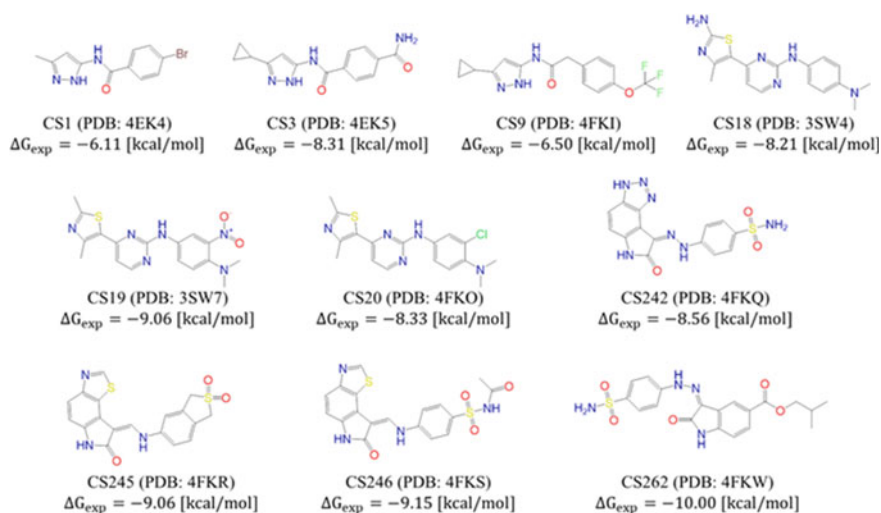 CS1 (PDB: 4EK4)
ΔGexp = −6.11 [kcal/mol]
CS3 (PDB: 4EK5)
ΔGexp = −8.31 [kcal/mol]
CS9 (PDB: 4FKI)
ΔGexp = −6.50 [kcal/mol]
CS18 (PDB: 3SW4)
ΔGexp = −8.21 [kcal/mol]
CS19 (PDB: 3SW7)
ΔGexp = −9.06 [kcal/mol]
CS20 (PDB: 4FKO)
ΔGexp = −8.33 [kcal/mol]
CS242 (PDB: 4FKQ)
ΔGexp = −8.56 [kcal/mol]
CS245 (PDB: 4FKR)
ΔGexp = −9.06 [kcal/mol]
CS246 (PDB: 4FKS)
ΔGexp = −9.15 [kcal/mol]
CS262 (PDB: 4FKW)
ΔGexp = −10.00 [kcal/mol]